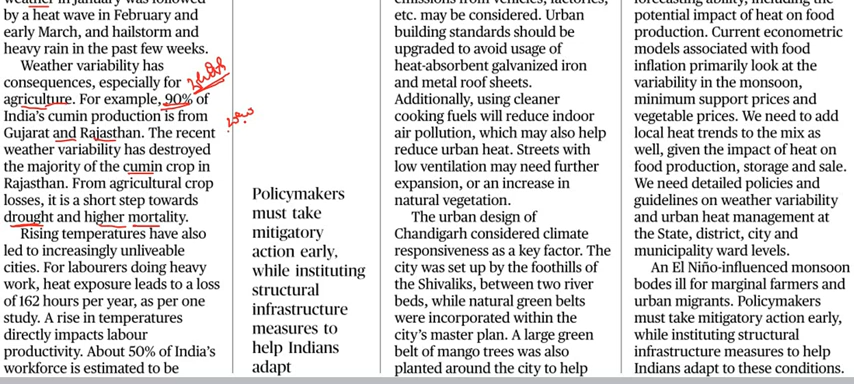 weather in January was followed
by a heat wave in February and
early March, and hailstorm and
heavy rain in the past few weeks.
Weather variability has
consequences, especially for
agriculture. For example, 90% of
India’s cumin production is from
Gujarat and Rajasthan. The recent
weather variability has destroyed
the majority of the cumin crop in
Rajasthan. From agricultural crop
losses, it is a short step towards
drought and higher mortality.
Rising temperatures have also
led to increasingly unliveable
cities. For labourers doing heavy
work, heat exposure leads to a loss
of 162 hours per year, as per one
study. A rise in temperatures
directly impacts labour
productivity. About 50% of India’s
workforce is estimated to be
Policymakers
must take
mitigatory
action early,
while instituting
structural
infrastructure
measures to
help Indians
adapt
emissions from vehicles, factories,
etc. may be considered. Urban
building standards should be
upgraded to avoid usage of
heat-absorbent galvanized iron
and metal roof sheets.
Additionally, using cleaner
cooking fuels will reduce indoor
air pollution, which may also help
reduce urban heat. Streets with
low ventilation may need further
expansion, or an increase in
natural vegetation.
The urban design of
Chandigarh considered climate
responsiveness as a key factor. The
city was set up by the foothills of
the Shivaliks, between two river
beds, while natural green belts
were incorporated within the
city’s master plan. A large green
belt of mango trees was also
planted around the city to help
forecasting ability, including the
potential impact of heat on food
production. Current econometric
models associated with food
inflation primarily look at the
variability in the monsoon,
minimum support prices and
vegetable prices. We need to add
local heat trends to the mix as
well, given the impact of heat on
food production, storage and sale.
We need detailed policies and
guidelines on weather variability
and urban heat management at
the State, district, city and
municipality ward levels.
An El Niño-influenced monsoon
bodes ill for marginal farmers and
urban migrants. Policymakers
must take mitigatory action early,
while instituting structural
infrastructure measures to help
Indians adapt to these conditions.